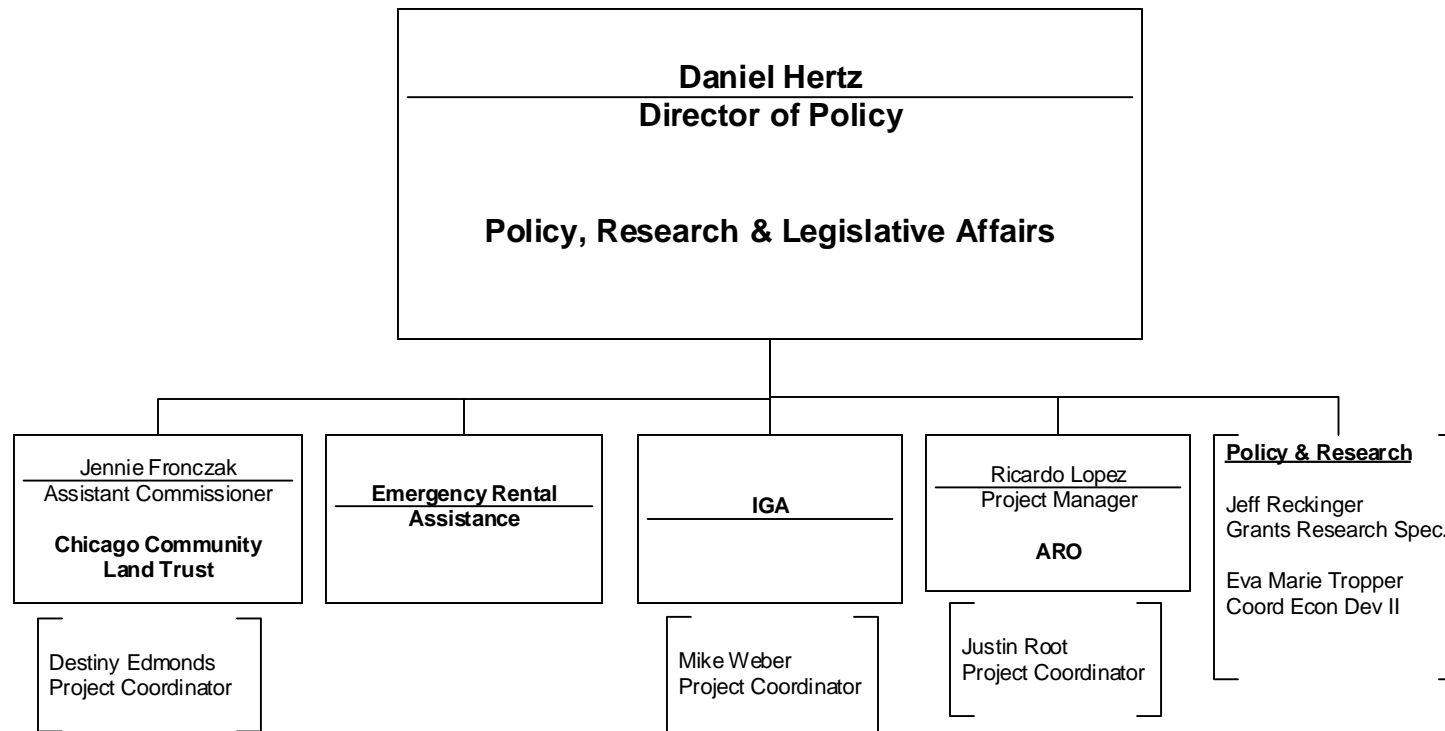 Daniel Hertz
Director of Policy
Policy, Research & Legislative Affairs
Jennie Fronczak
Assistant Commissioner
Chicago Community
Land Trust
Destiny Edmonds
Project Coordinator
Emergency Rental
Assistance
IGA
Mike Weber
Project Coordinator
Ricardo Lopez
Project Manager
ARO
Justin Root
Project Coordinator
Policy & Research
Jeff Reckinger
Grants Research Spec.
Eva Marie Tropper
Coord Econ Dev II